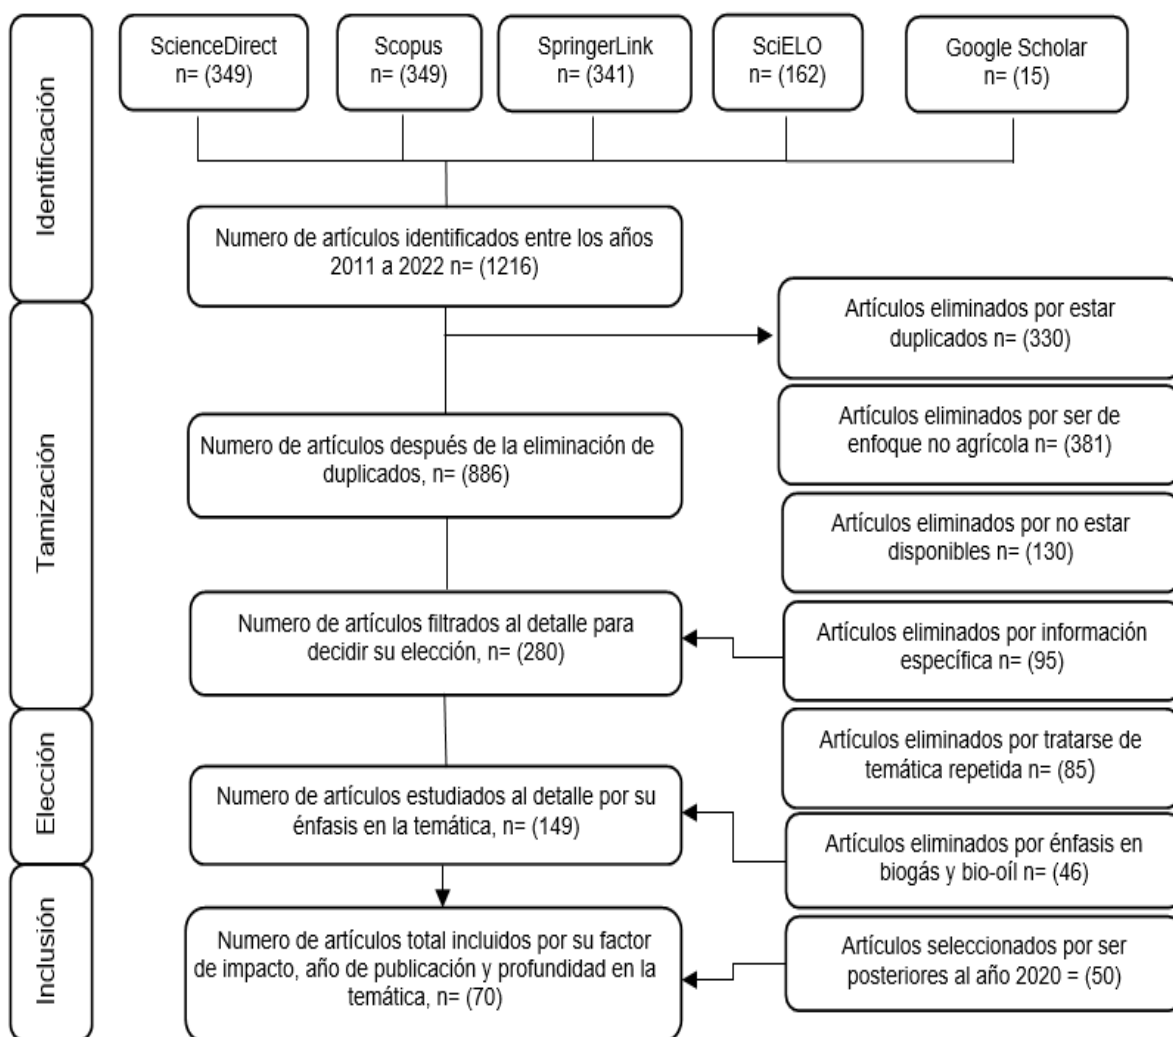 Identificación
ScienceDirect
n= (349)
Scopus
n= (349)
SpringerLink
n= (341)
SciELO
n= (162)
Google Scholar
n= (15)
Numero de artículos identificados entre los años
2011 a 2022 n= (1216)
Tamización
Artículos eliminados por estar
duplicados n= (330)
Artículos eliminados por ser de
enfoque no agrícola n= (381)
Numero de artículos después de la eliminación de
duplicados, n= (886)
Artículos eliminados por no estar
disponibles n= (130)
Numero de artículos filtrados al detalle para
decidir su elección, n= (280)
Artículos eliminados por información
específica n= (95)
Elección
Artículos eliminados por tratarse de
temática repetida n= (85)
Numero de artículos estudiados al detalle por su
énfasis en la temática, n= (149)
Artículos eliminados por énfasis en
biogás y bio-oíl n= (46)
Inclusión
Numero de artículos total incluidos por su factor
de impacto, año de publicación y profundidad en la
temática, n= (70)
Artículos seleccionados por ser
posteriores al año 2020 = (50)